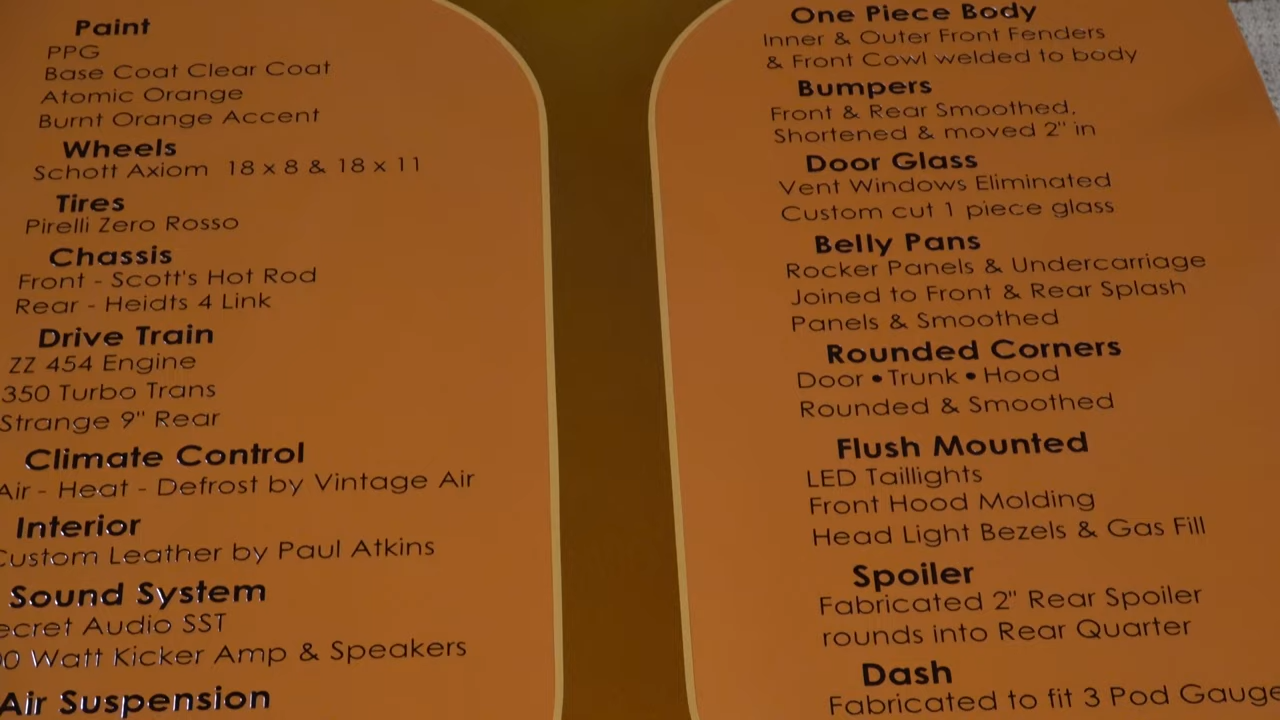 Paint
PPG
Base Coat Clear Coat
Atomic Orange
Burnt Orange Accent
Wheels
Schott Axiom 18 x 8 & 18 x 11
Tires
Pirelli Zero Rosso
Chassis
Front - Scott's Hot Rod
Rear - Heidts 4 Link
Drive Train
ZZ 454 Engine
350 Turbo Trans
Strange 9" Rear
Climate Control
Air - Heat - Defrost by Vintage Air
Interior
Custom Leather by Paul Atkins
Sound System
Audio SST
Watt Kicker Amp & Speakers
Air Suspension
One Piece Body
Inner & Outer Front Fenders
& Front Cowl welded to body
Bumpers
Front & Rear Smoothed,
Shortened & moved 2" in
Door Glass
Vent Windows Eliminated
Custom cut 1 piece glass
Belly Pans
Rocker Panels & Undercarriage
Joined to Front & Rear Splash
Panels & Smoothed
Rounded Corners
Door • Trunk • Hood
Rounded & Smoothed
Flush Mounted
LED Taillights
Front Hood Molding
Head Light Bezels & Gas Fill
Spoiler
Fabricated 2" Rear Spoiler
rounds into Rear Quarter
Dash
Fabricated to fit 3 Pod Gauge